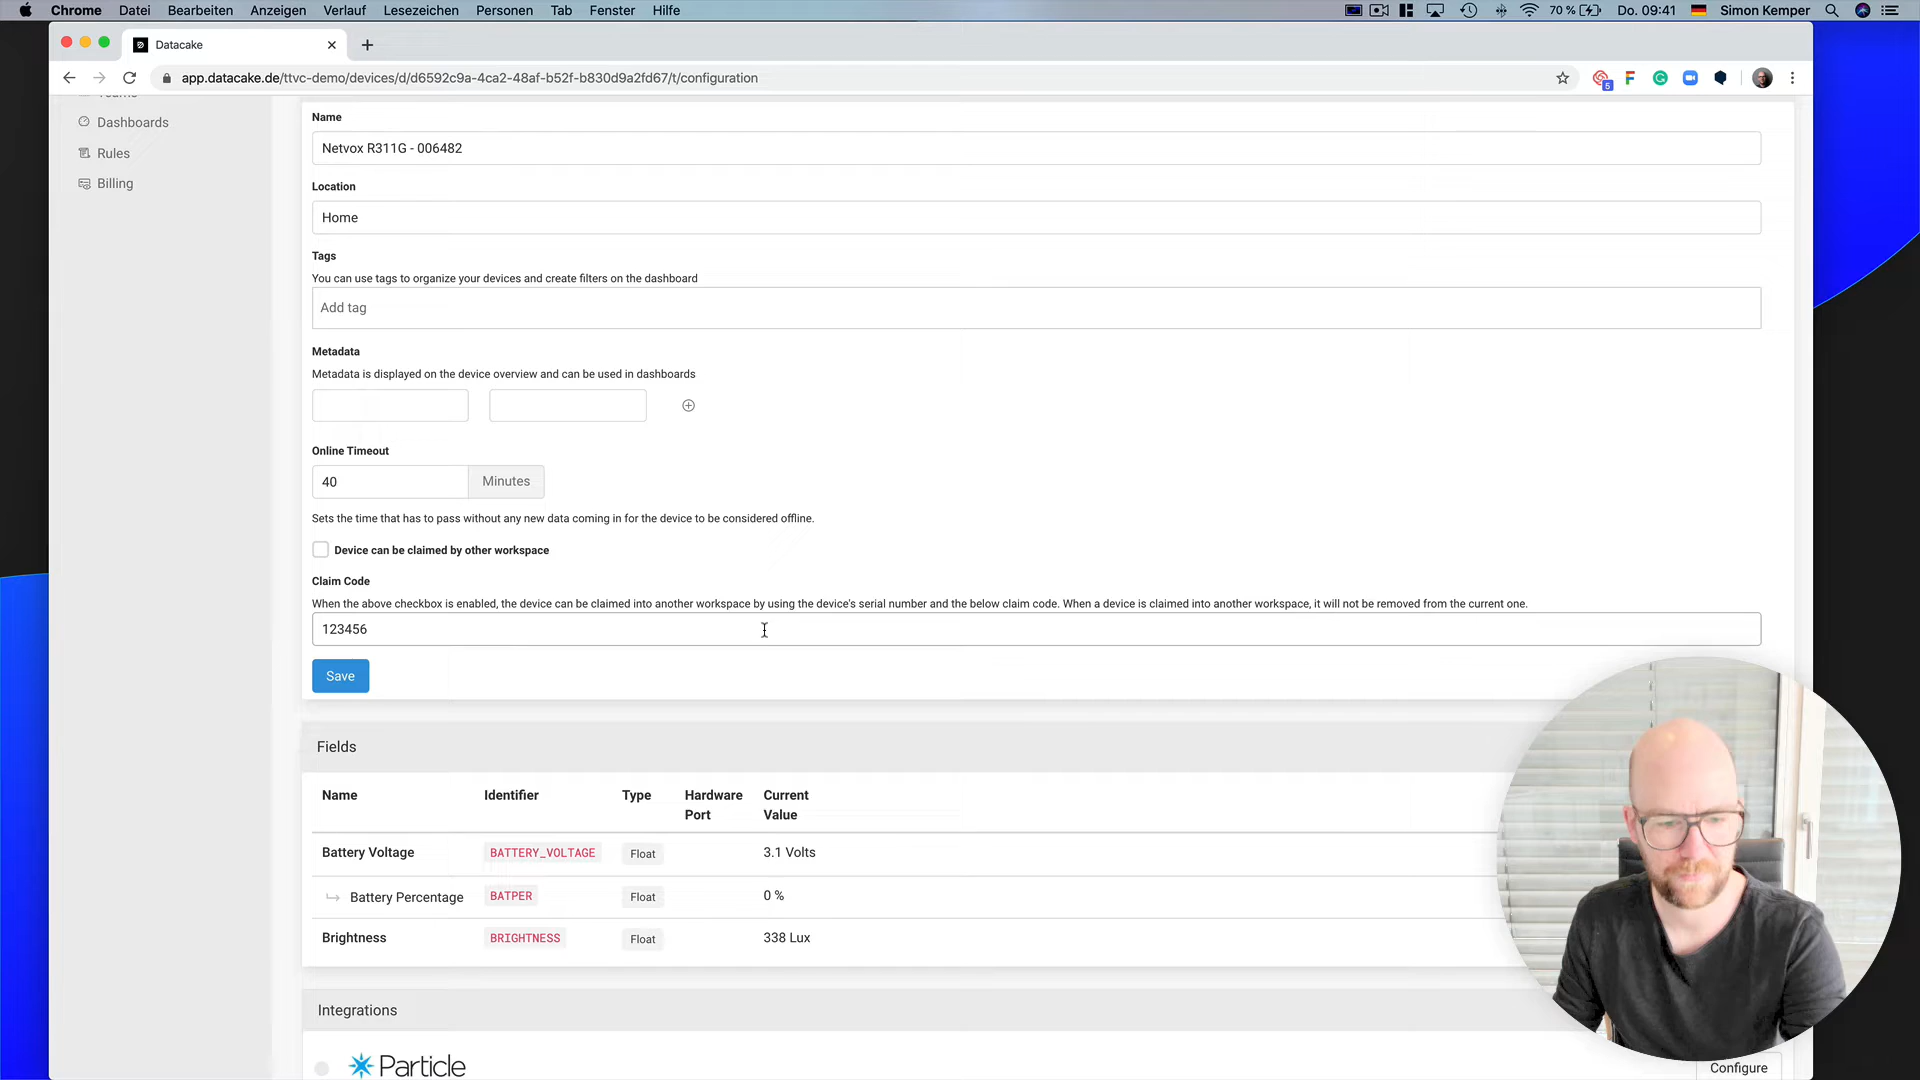 Chrome Datei Bearbeiten Anzeigen Verlauf Lesezeichen Personen Tab Fenster Hilfe 70 % Do. 09:41 Simon Kemper
Datacake
app.datacake.de/ttvc-demo/devices/d/d6592c9a-4ca2-48af-b52f-b830d9a2fd67/t/configuration
5
Dashboards
Rules
Billing
Name
Netvox R311G - 006482
Location
Home
Tags
You can use tags to organize your devices and create filters on the dashboard
Add tag
Metadata
Metadata is displayed on the device overview and can be used in dashboards
Online Timeout
40 Minutes
Sets the time that has to pass without any new data coming in for the device to be considered offline.
Device can be claimed by other workspace
Claim Code
When the above checkbox is enabled, the device can be claimed into another workspace by using the device's serial number and the below claim code. When a device is claimed into another workspace, it will not be removed from the current one.
123456
Save
Fields
Name Identifier Type Hardware Port Current Value
Battery Voltage BATTERY_VOLTAGE Float 3.1 Volts
Battery Percentage BATPER Float 0 %
Brightness BRIGHTNESS Float 338 Lux
Integrations
Particle Configure